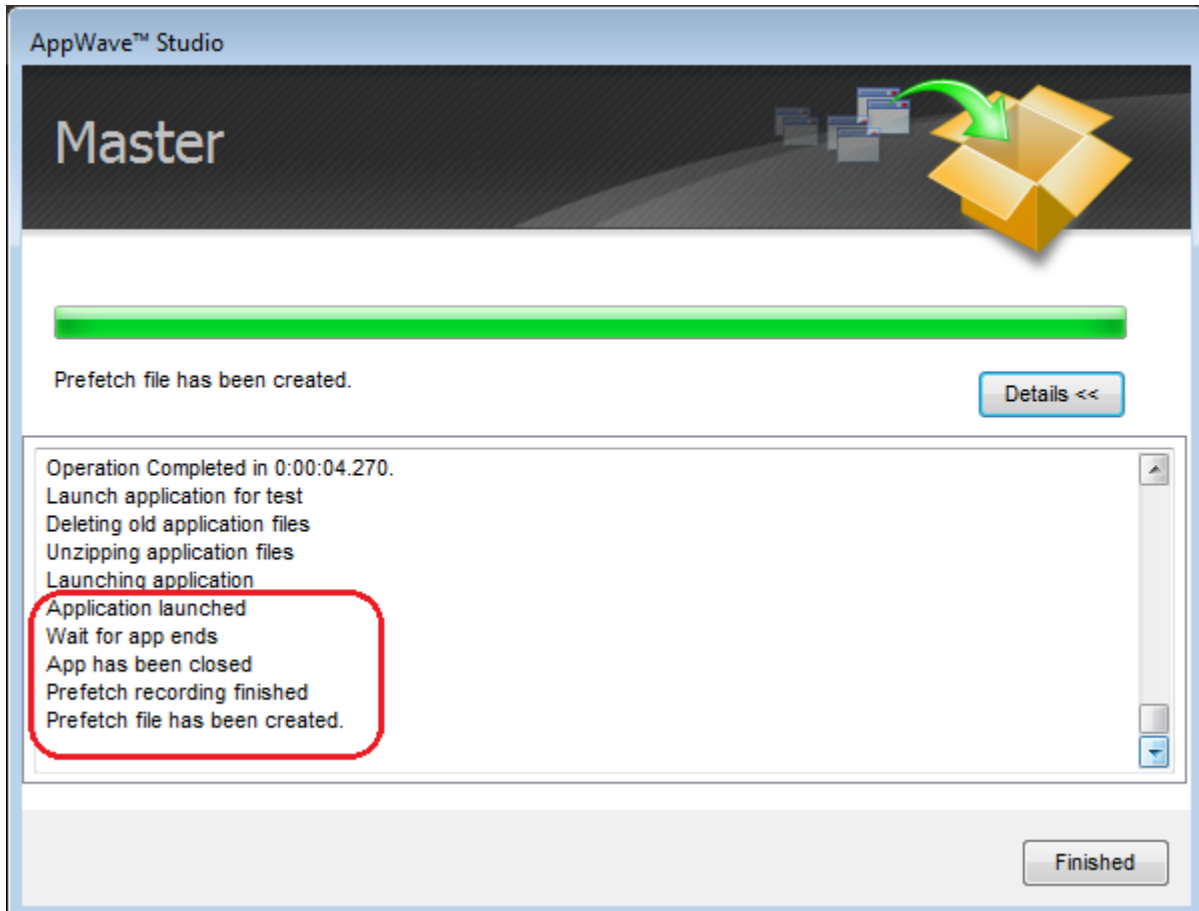 AppWave™ Studio
Master
Prefetch file has been created.
Details <<
Operation Completed in 0:00:04.270.
Launch application for test
Deleting old application files
Unzipping application files
Launching application
Application launched
Wait for app ends
App has been closed
Prefetch recording finished
Prefetch file has been created.
Finished